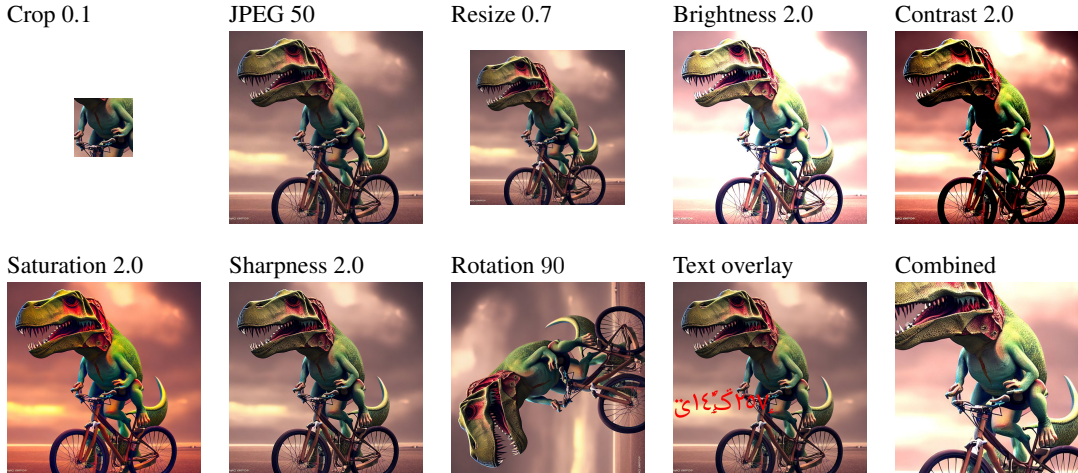 Crop 0.1
JPEG 50
Resize 0.7
Brightness 2.0
Contrast 2.0
Saturation 2.0
Sharpness 2.0
Rotation 90
Text overlay
Combined